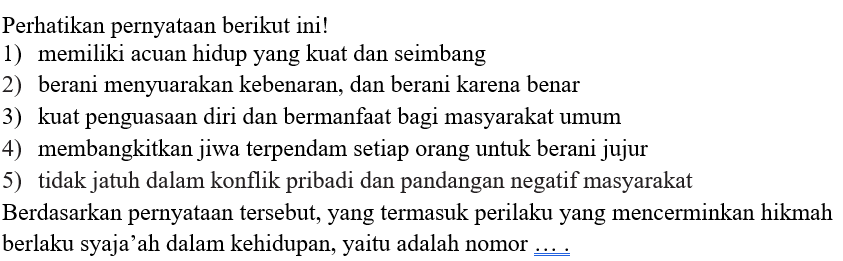 Perhatikan pernyataan berikut ini!
1) memiliki acuan hidup yang kuat dan seimbang
2) berani menyuarakan kebenaran, dan berani karena benar
3) kuat penguasaan diri dan bermanfaat bagi masyarakat umum
4) membangkitkan jiwa terpendam setiap orang untuk berani jujur
5) tidak jatuh dalam konflik pribadi dan pandangan negatif masyarakat
Berdasarkan pernyataan tersebut, yang termasuk perilaku yang mencerminkan hikmah
berlaku syaja’ah dalam kehidupan, yaitu adalah nomor … .